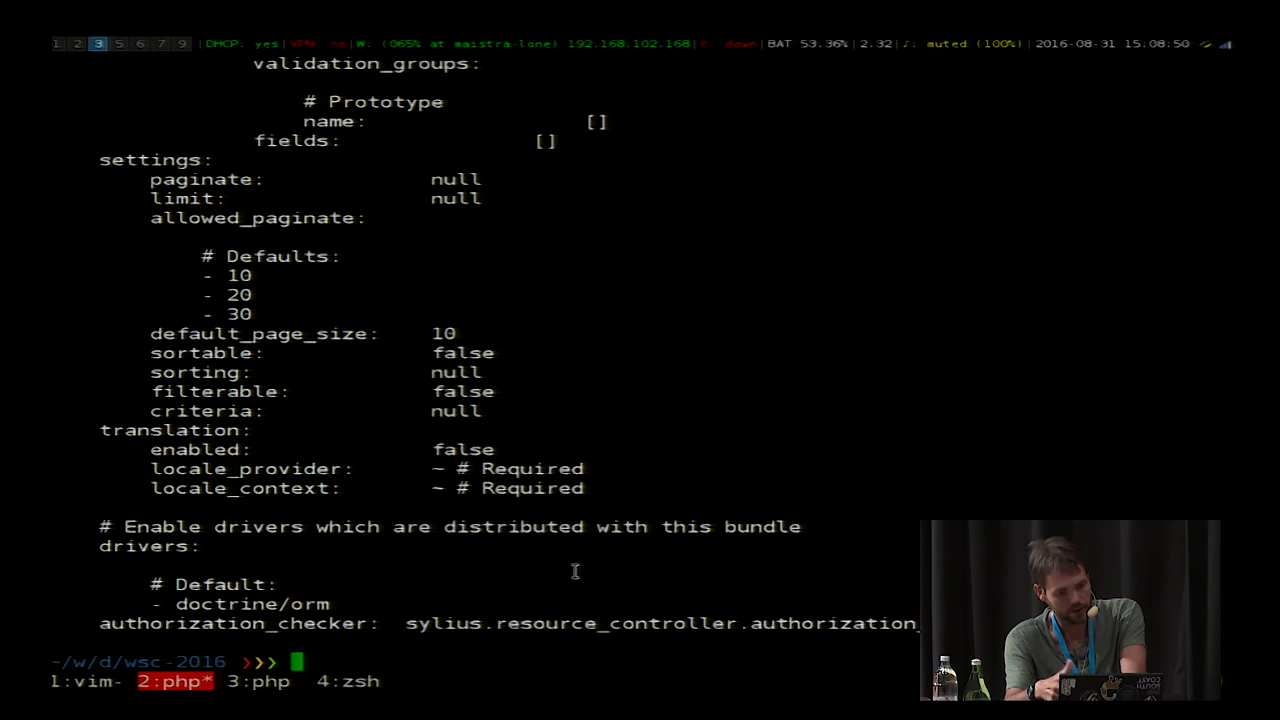 1 2 3 5 6 7 9 |DHCP: yes|VPN: no|W: (065% at maistra-lone) 192.168.102.168|E: down|BAT 53.36%|2.32|♪: muted (100%)|2016-08-31 15:08:50
validation_groups:
# Prototype
name: []
fields: []
settings:
paginate: null
limit: null
allowed_paginate:
# Defaults:
- 10
- 20
- 30
default_page_size: 10
sortable: false
sorting: null
filterable: false
criteria: null
translation:
enabled: false
locale_provider: ~ # Required
locale_context: ~ # Required
# Enable drivers which are distributed with this bundle
drivers:
# Default:
- doctrine/orm
authorization_checker: sylius.resource_controller.authorization_
~/w/d/wsc-2016 ❯❯❯
1:vim- 2:php* 3:php 4:zsh